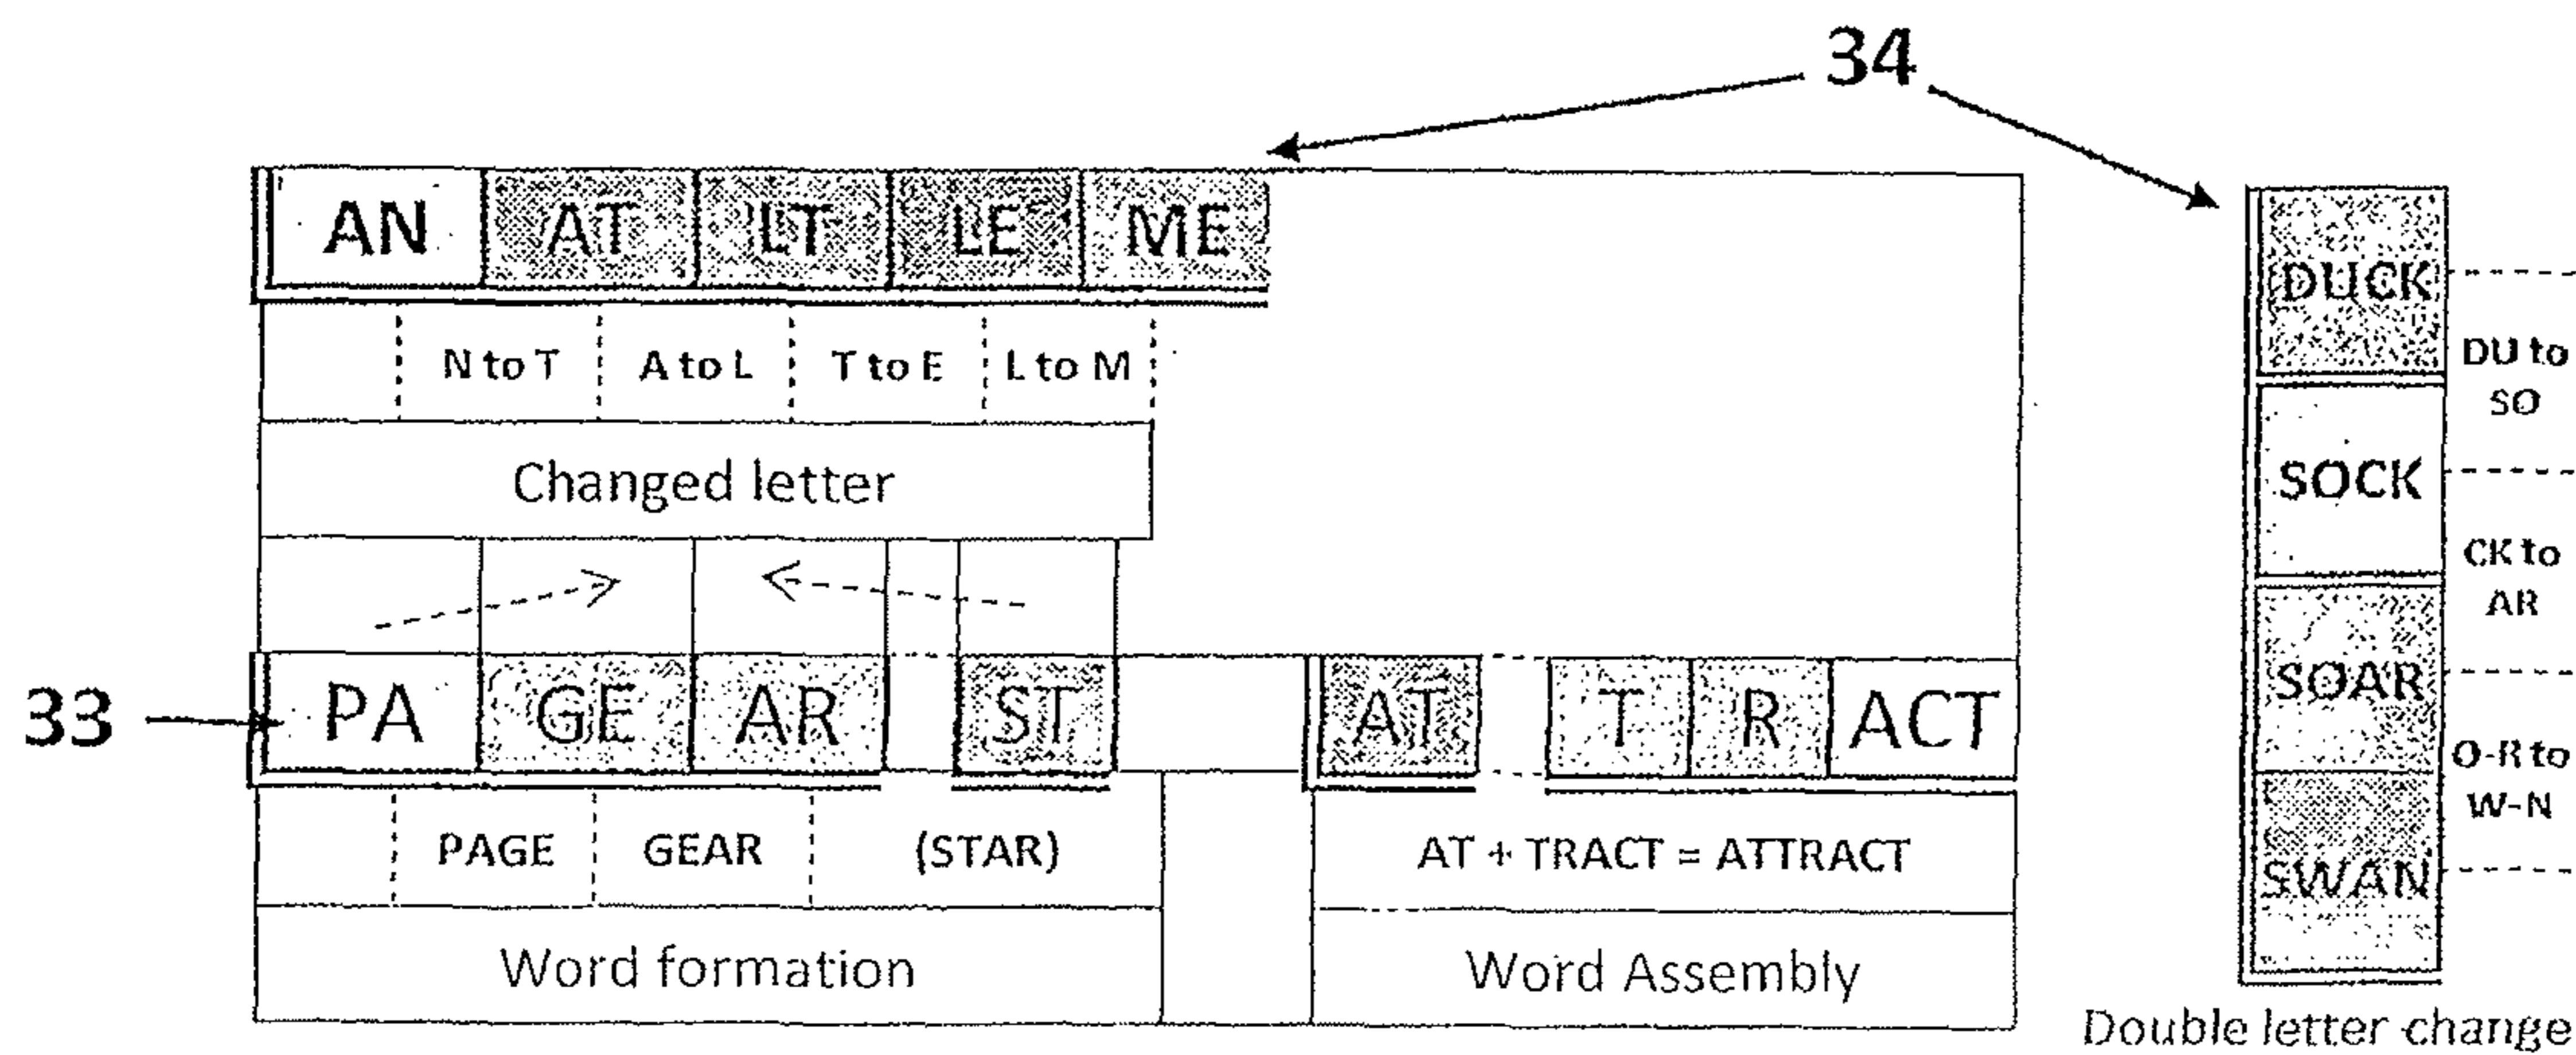 34
AN AT LT LE ME
N to T A to L T to E L to M
Changed letter
33
PA GE AR ST AT T R ACT
PAGE GEAR (STAR) AT + TRACT = ATTRACT
Word formation Word Assembly
DUCK
DU to
SO
SOCK
CK to
AR
SOAR
O-R to
W-N
SWAN
Double letter change